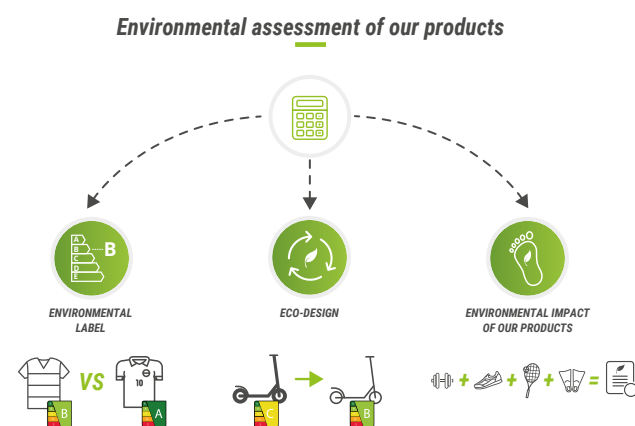 Environmental assessment of our products
A
B
C
D
E
B
ENVIRONMENTAL
LABEL
ECO-DESIGN
ENVIRONMENTAL IMPACT
OF OUR PRODUCTS
VS
10
B
A
C
B
+ + + =